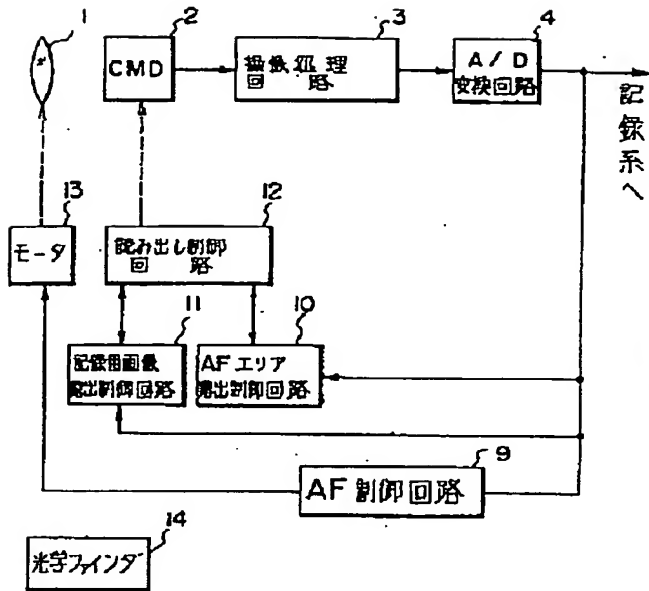 1
2
CMD
3
撮像処理
回路
4
A/D
変換回路
記録系へ
13
モータ
12
読み出し制御
回路
11
記録用画像
露出制御回路
10
AFエリア
露出制御回路
9
AF制御回路
14
光学ファインダ